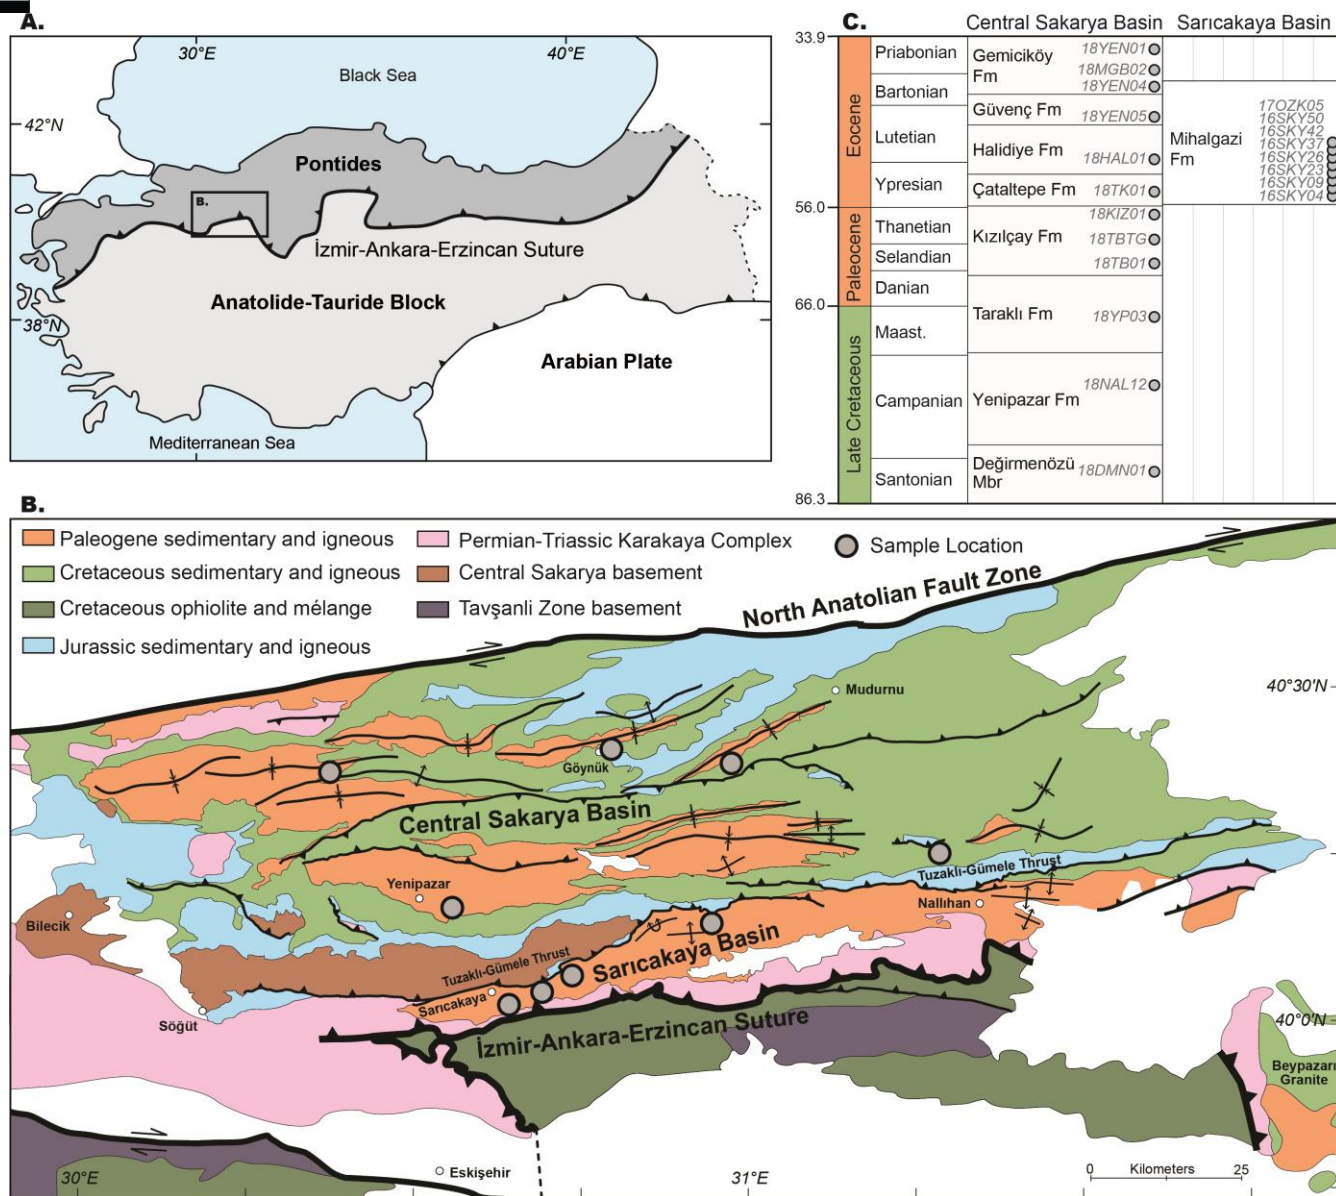 A.
30°E
40°E
Black Sea
42°N
Pontides
B.
İzmir-Ankara-Erzincan Suture
Anatolide-Tauride Block
38°N
Arabian Plate
Mediterranean Sea
C.
Central Sakarya Basin
Sarıcakaya Basin
33.9
56.0
66.0
86.3
Eocene
Paleocene
Late Cretaceous
Priabonian
Bartonian
Lutetian
Ypresian
Thanetian
Selandian
Danian
Maast.
Campanian
Santonian
Gemiciköy
Fm
18YEN01
18MGB02
18YEN04
Güvenç Fm
18YEN05
Halidiye Fm
18HAL01
Çataltepe Fm
18TK01
18KIZ01
Kızılçay Fm
18TBTG
18TB01
Taraklı Fm
18YP03
18NAL12
Yenipazar Fm
Değirmenözü
Mbr
18DMN01
Mihalgazi
Fm
17OZK05
16SKY50
16SKY42
16SKY37
16SKY26
16SKY23
16SKY09
16SKY04
B.
Paleogene sedimentary and igneous
Cretaceous sedimentary and igneous
Cretaceous ophiolite and mélange
Jurassic sedimentary and igneous
Permian-Triassic Karakaya Complex
Central Sakarya basement
Tavşanli Zone basement
Sample Location
North Anatolian Fault Zone
40°30'N
Mudurnu
Göynük
Central Sakarya Basin
Tuzaklı-Gümele Thrust
Yenipazar
Nallıhan
Bilecik
Tuzaklı-Gümele Thrust
Sarıcakaya Basin
Sarıcakaya
Söğüt
İzmir-Ankara-Erzincan Suture
40°0'N
Beypazarı
Granite
Eskişehir
30°E
31°E
0 Kilometers 25